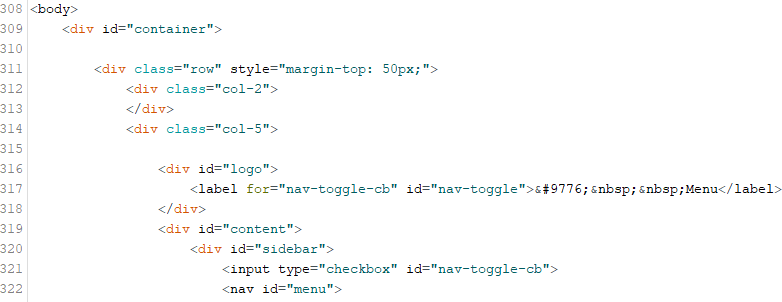 308 <body>
309     <div id="container">
310
311         <div class="row" style="margin-top: 50px;">
312             <div class="col-2">
313             </div>
314             <div class="col-5">
315
316                 <div id="logo">
317                     <label for="nav-toggle-cb" id="nav-toggle">&#9776;&nbsp;&nbsp;Menu</label>
318                 </div>
319                 <div id="content">
320                     <div id="sidebar">
321                         <input type="checkbox" id="nav-toggle-cb">
322                         <nav id="menu">